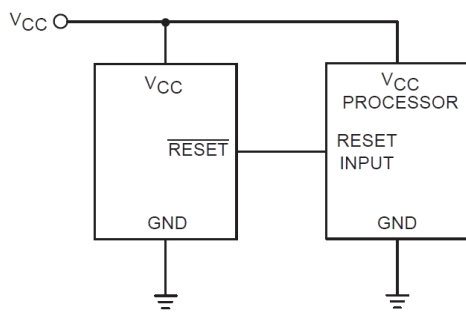 VCC
VCC
RESET
GND
VCC
PROCESSOR
RESET
INPUT
GND